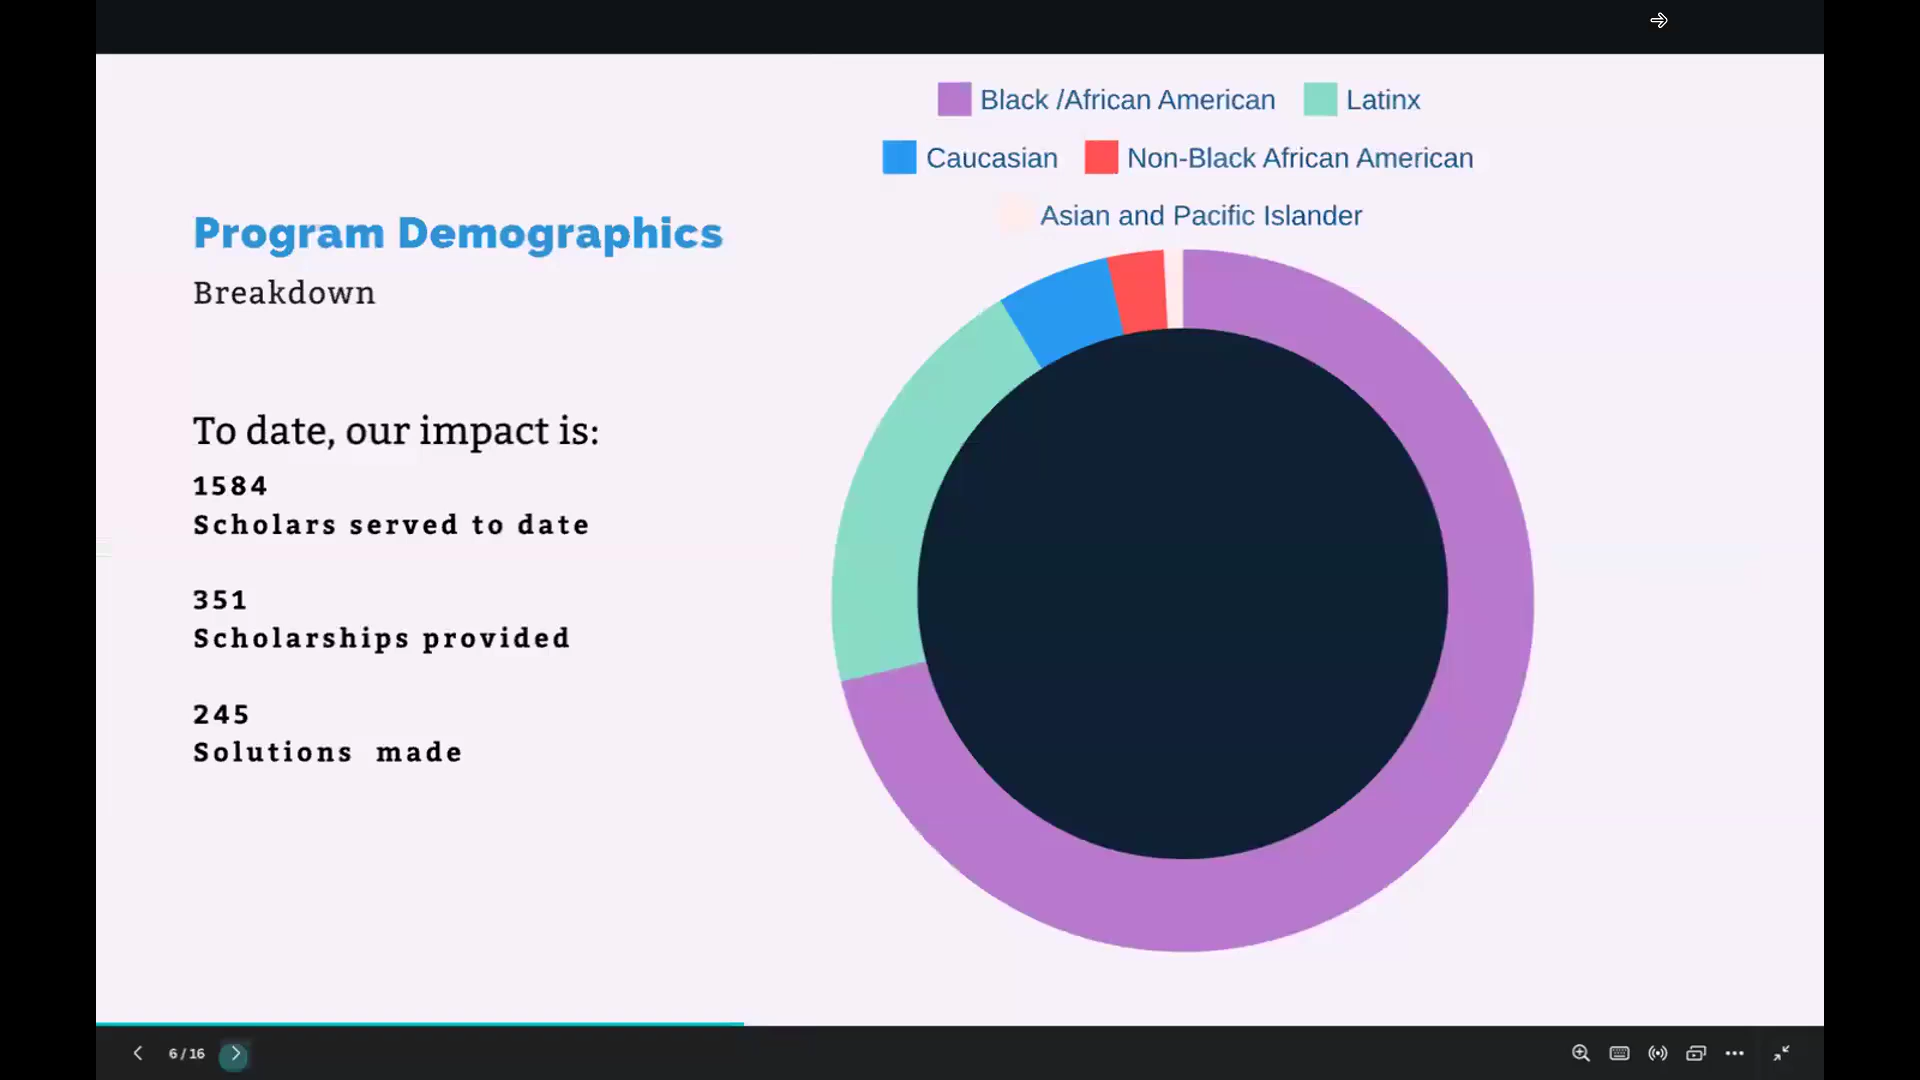 Black /African American Latinx
Caucasian Non-Black African American
Asian and Pacific Islander
Program Demographics
Breakdown
To date, our impact is:
1584
Scholars served to date
351
Scholarships provided
245
Solutions made
6 / 16